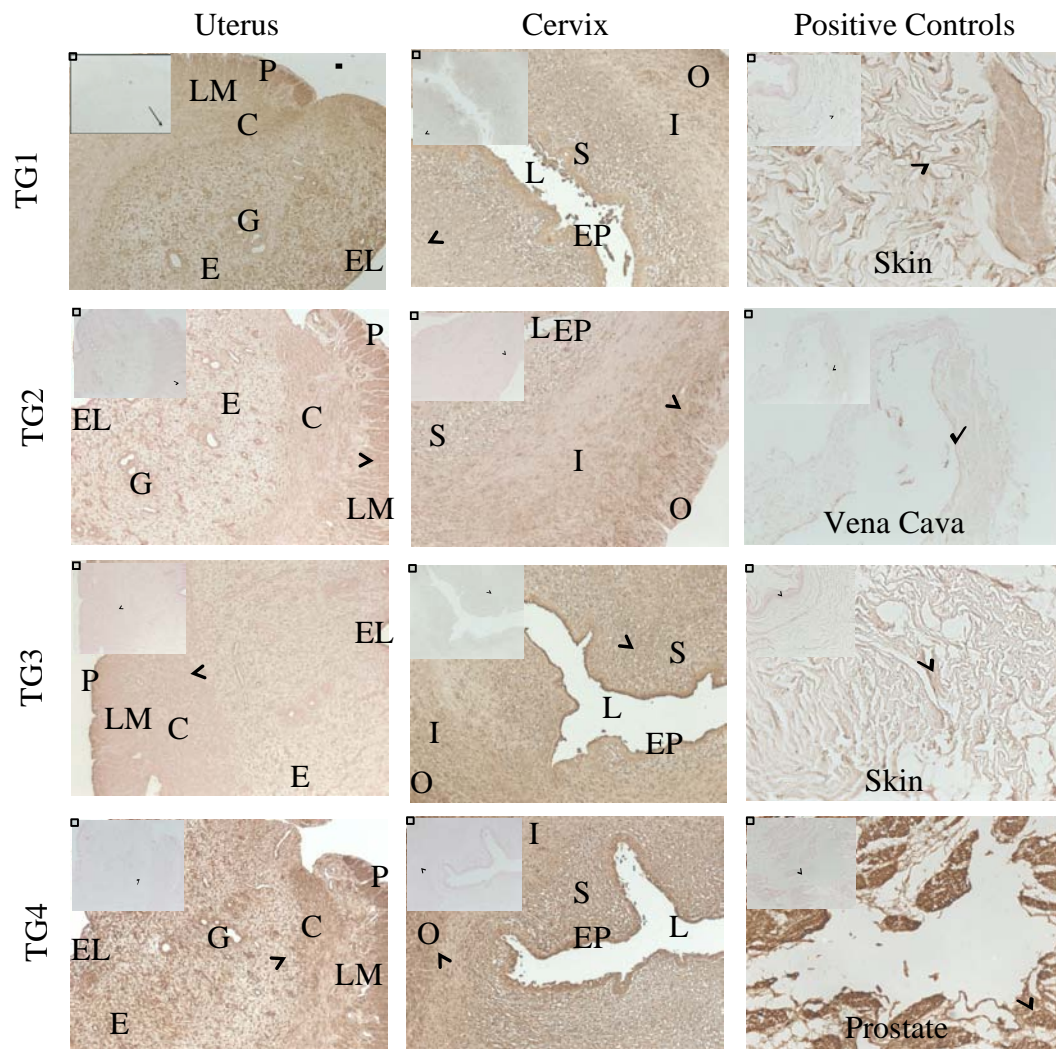 Uterus Cervix Positive Controls
TG1
P
LM
C
G
E
EL
O
I
S
L
EP
Skin
TG2
P
E
EL
C
G
LM
L EP
S
I
O
Vena Cava
TG3
EL
P
LM
C
E
S
L
I
EP
O
Skin
TG4
P
C
G
EL
LM
E
I
S
O
EP
L
Prostate